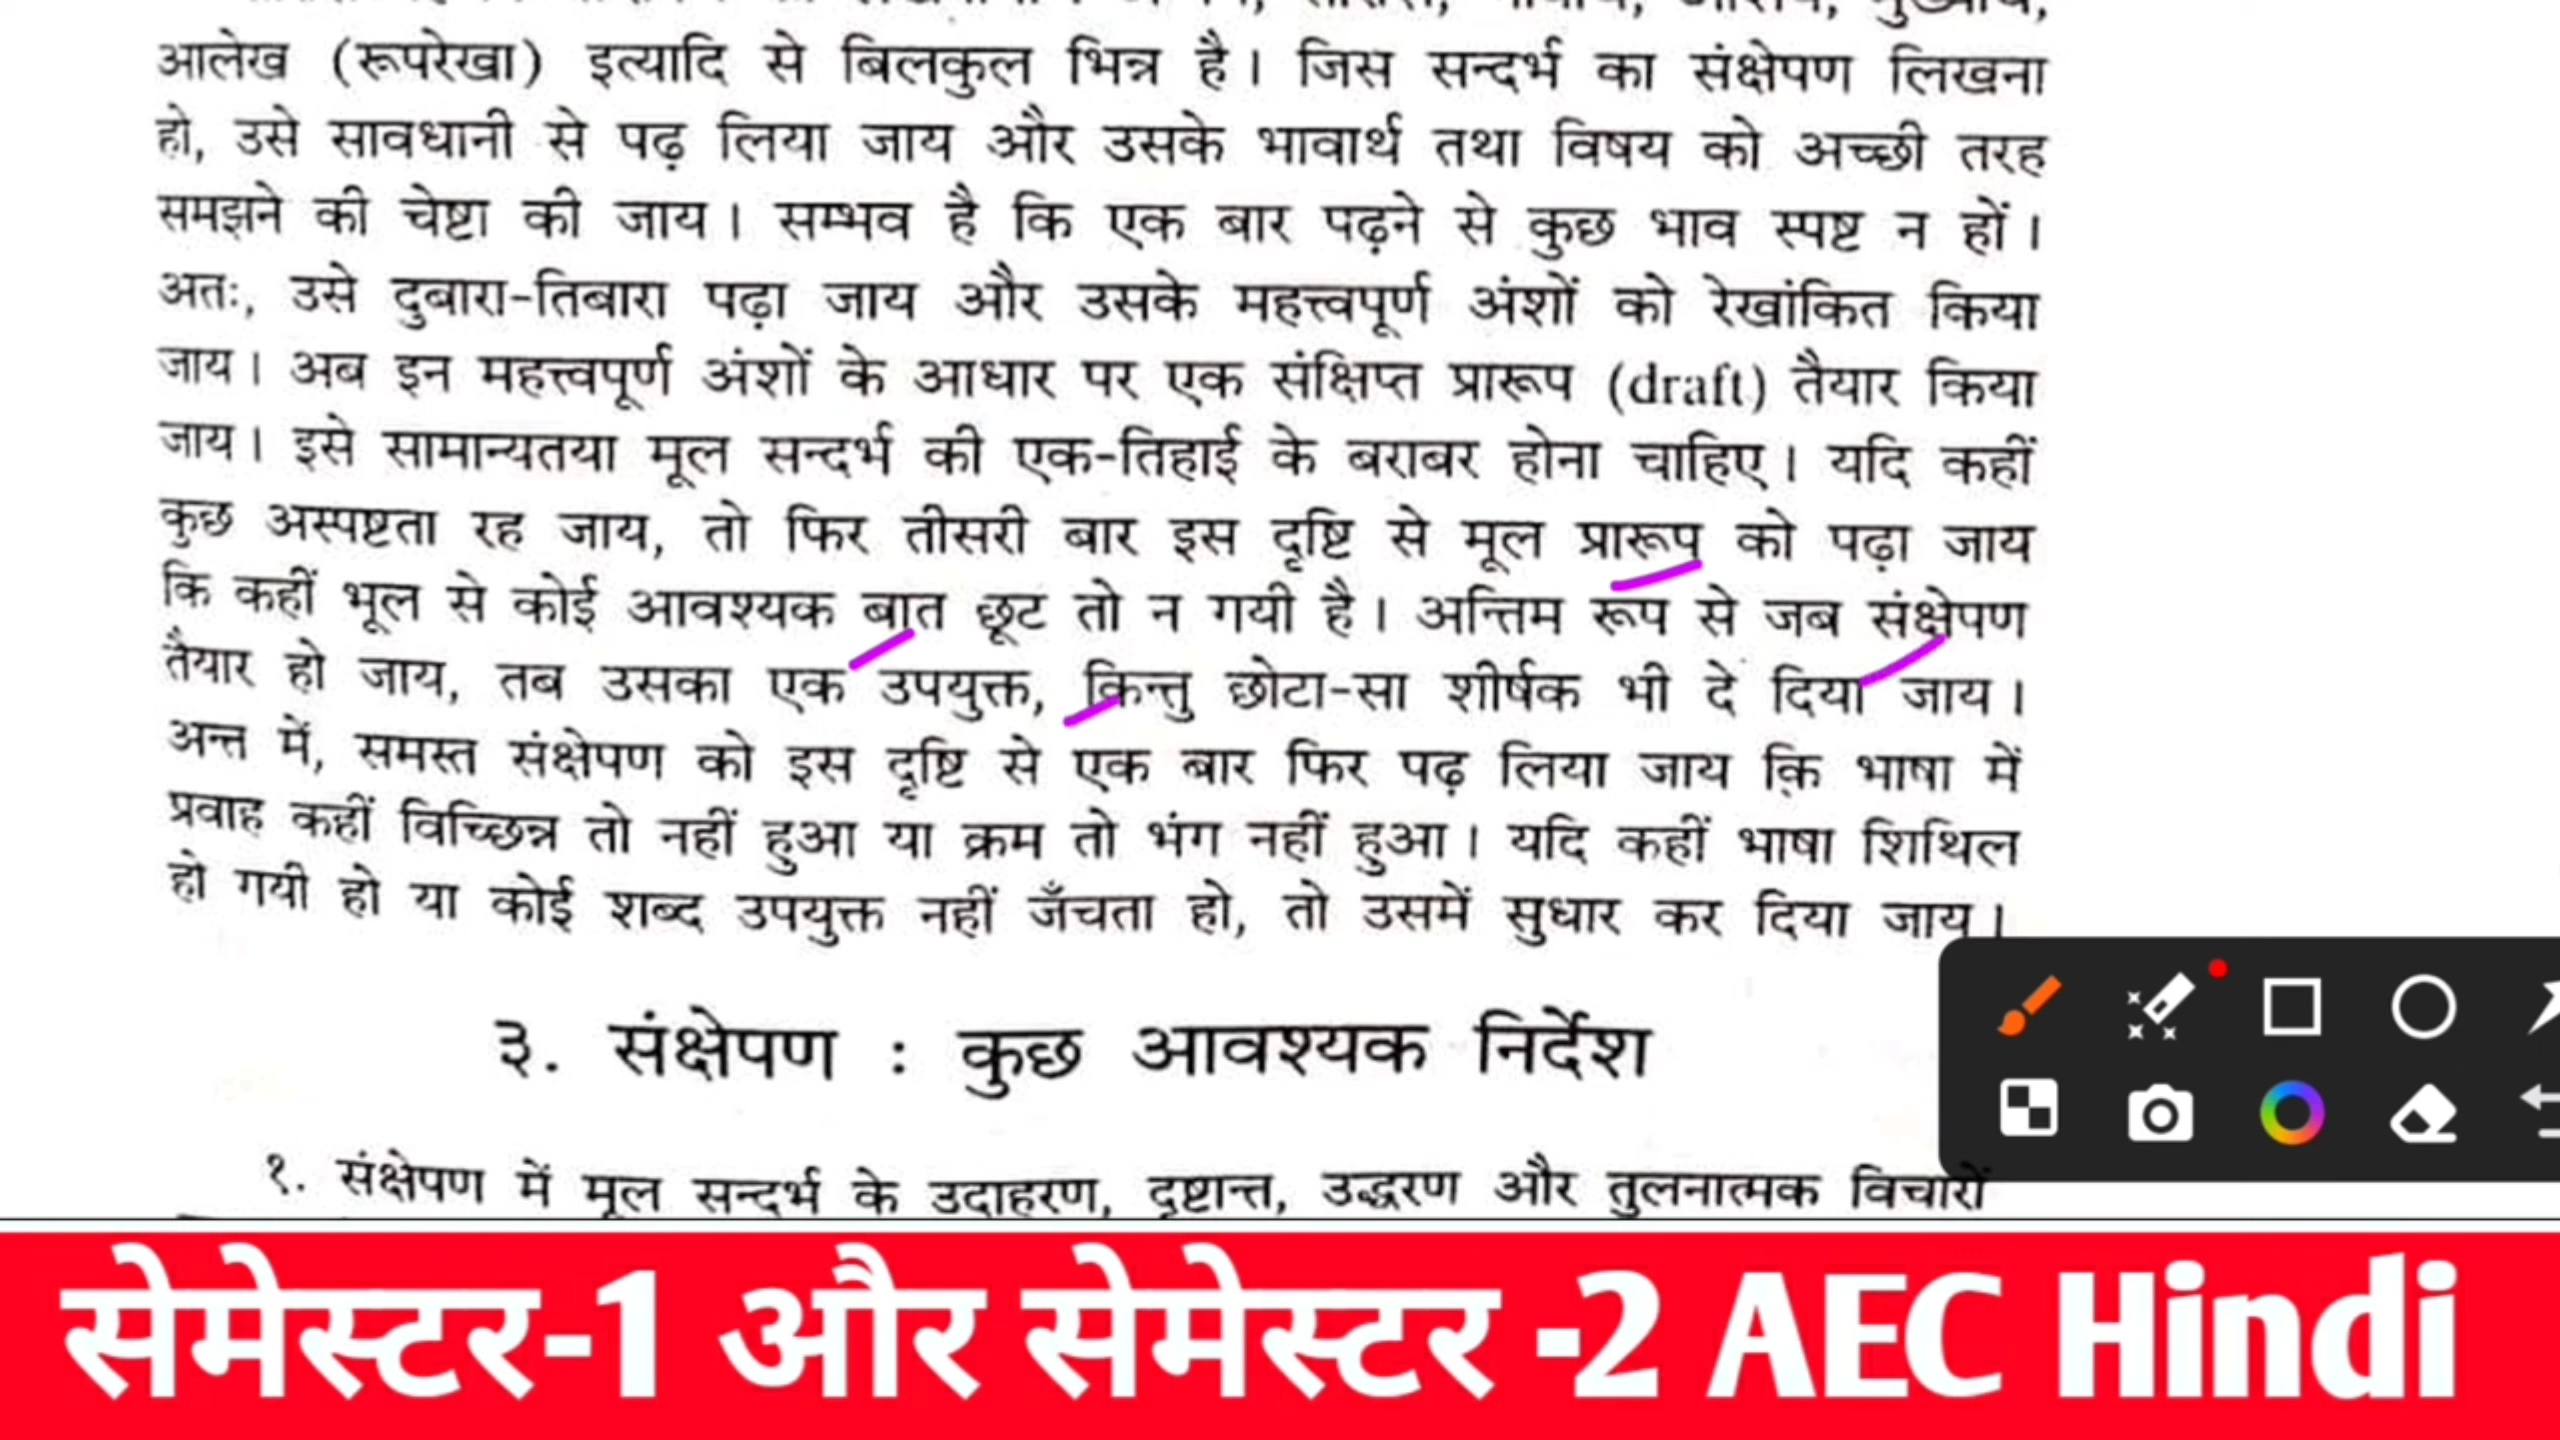 आलेख (रूपरेखा) इत्यादि से बिलकुल भिन्न है। जिस सन्दर्भ का संक्षेपण लिखना
हो, उसे सावधानी से पढ़ लिया जाय और उसके भावार्थ तथा विषय को अच्छी तरह
समझने की चेष्टा की जाय। सम्भव है कि एक बार पढ़ने से कुछ भाव स्पष्ट न हों।
अतः, उसे दुबारा-तिबारा पढ़ा जाय और उसके महत्त्वपूर्ण अंशों को रेखांकित किया
जाय। अब इन महत्त्वपूर्ण अंशों के आधार पर एक संक्षिप्त प्रारूप (draft) तैयार किया
जाय। इसे सामान्यतया मूल सन्दर्भ की एक-तिहाई के बराबर होना चाहिए। यदि कहीं
कुछ अस्पष्टता रह जाय, तो फिर तीसरी बार इस दृष्टि से मूल प्रारूप को पढ़ा जाय
कि कहीं भूल से कोई आवश्यक बात छूट तो न गयी है। अन्तिम रूप से जब संक्षेपण
तैयार हो जाय, तब उसका एक उपयुक्त, किन्तु छोटा-सा शीर्षक भी दे दिया जाय।
अन्त में, समस्त संक्षेपण को इस दृष्टि से एक बार फिर पढ़ लिया जाय कि भाषा में
प्रवाह कहीं विच्छिन्न तो नहीं हुआ या क्रम तो भंग नहीं हुआ। यदि कहीं भाषा शिथिल
हो गयी हो या कोई शब्द उपयुक्त नहीं जँचता हो, तो उसमें सुधार कर दिया जाय।
३. संक्षेपण : कुछ आवश्यक निर्देश
१. संक्षेपण में मूल सन्दर्भ के उदाहरण, दृष्टान्त, उद्धरण और तुलनात्मक विचारों
सेमेस्टर-1 और सेमेस्टर -2 AEC Hindi